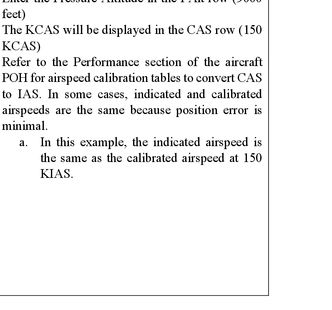 Enter the Pressure Altitude in the PAlt row (9000
feet)
The KCAS will be displayed in the CAS row (150
KCAS)
Refer to the Performance section of the aircraft
POH for airspeed calibration tables to convert CAS
to IAS. In some cases, indicated and calibrated
airspeeds are the same because position error is
minimal.
a. In this example, the indicated airspeed is
the same as the calibrated airspeed at 150
KIAS.